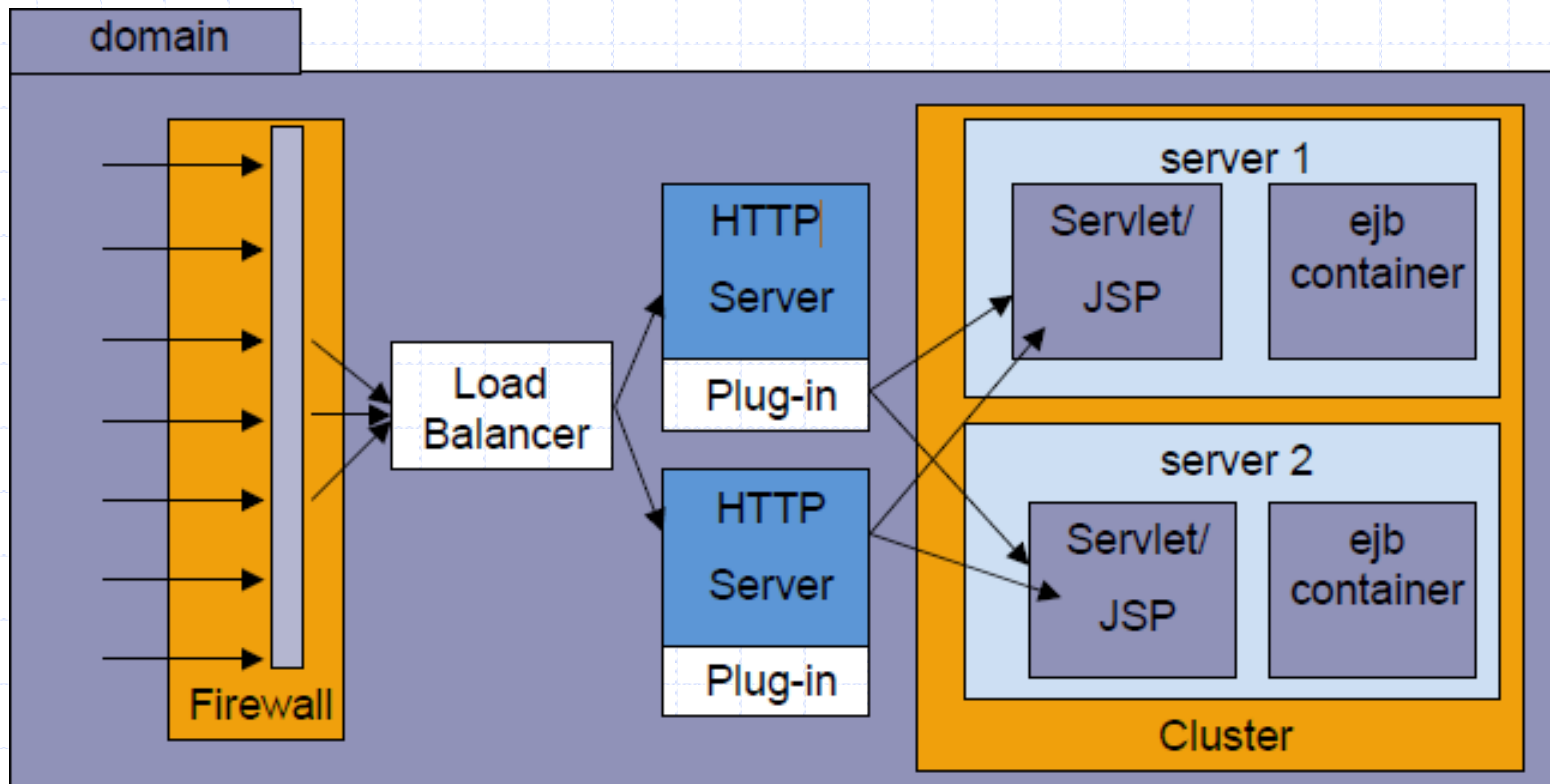 domain
Firewall
Load
Balancer
HTTP
Server
Plug-in
HTTP
Server
Plug-in
server 1
Servlet/
JSP
ejb
container
server 2
Servlet/
JSP
ejb
container
Cluster